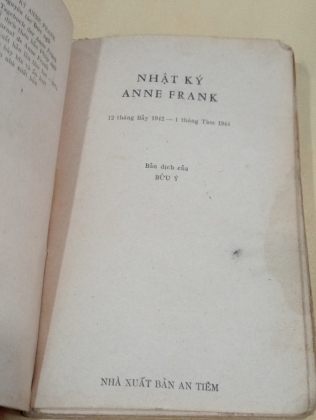 NHẬT KÝ
ANNE FRANK
12 tháng Bảy 1942 — 1 tháng Tám 1944
Bản dịch của
BỬU Ý
NHÀ XUẤT BẢN AN TIÊM